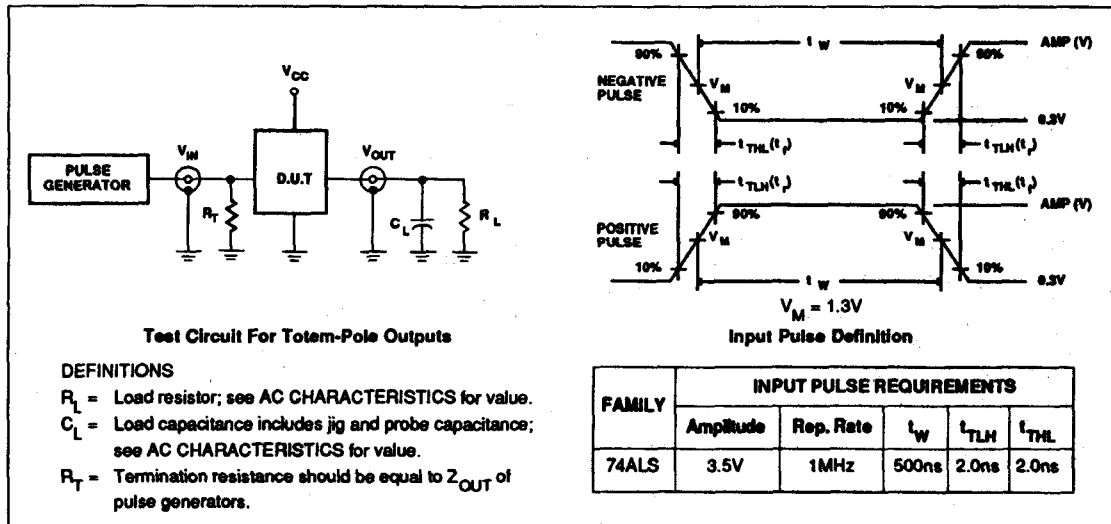 V_CC
V_IN
V_OUT
PULSE
GENERATOR
D.U.T
R_T
C_L
R_L
Test Circuit For Totem-Pole Outputs
DEFINITIONS
R_L = Load resistor; see AC CHARACTERISTICS for value.
C_L = Load capacitance includes jig and probe capacitance;
see AC CHARACTERISTICS for value.
R_T = Termination resistance should be equal to Z_OUT of
pulse generators.
t_W
AMP (V)
90%
90%
NEGATIVE
PULSE
V_M
V_M
10%
10%
0.3V
t_THL(t_f)
t_TLH(t_r)
t_TLH(t_r)
t_THL(t_f)
AMP (V)
90%
90%
POSITIVE
PULSE
V_M
V_M
10%
10%
t_W
0.3V
V_M = 1.3V
Input Pulse Definition
FAMILY
INPUT PULSE REQUIREMENTS
Amplitude Rep. Rate t_W t_TLH t_THL
74ALS 3.5V 1MHz 500ns 2.0ns 2.0ns